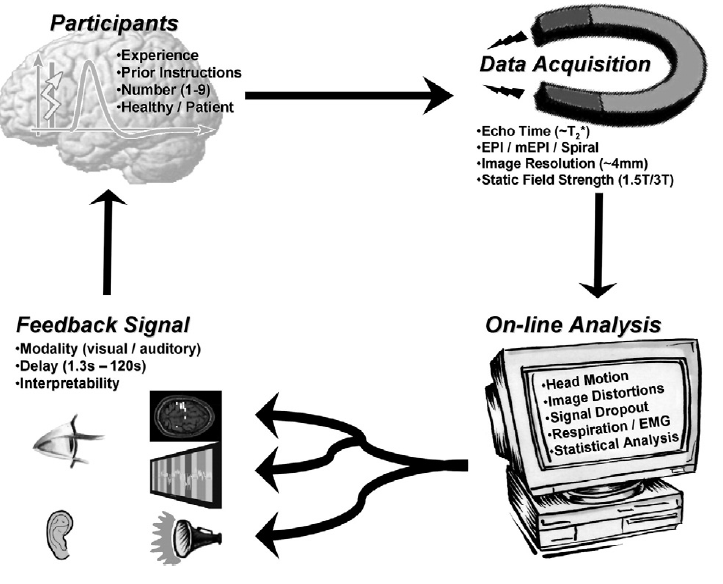 Participants
•Experience
•Prior Instructions
•Number (1-9)
•Healthy / Patient
Data Acquisition
•Echo Time (~T2*)
•EPI / mEPI / Spiral
•Image Resolution (~4mm)
•Static Field Strength (1.5T/3T)
Feedback Signal
•Modality (visual / auditory)
•Delay (1.3s – 120s)
•Interpretability
On-line Analysis
•Head Motion
•Image Distortions
•Signal Dropout
•Respiration / EMG
•Statistical Analysis